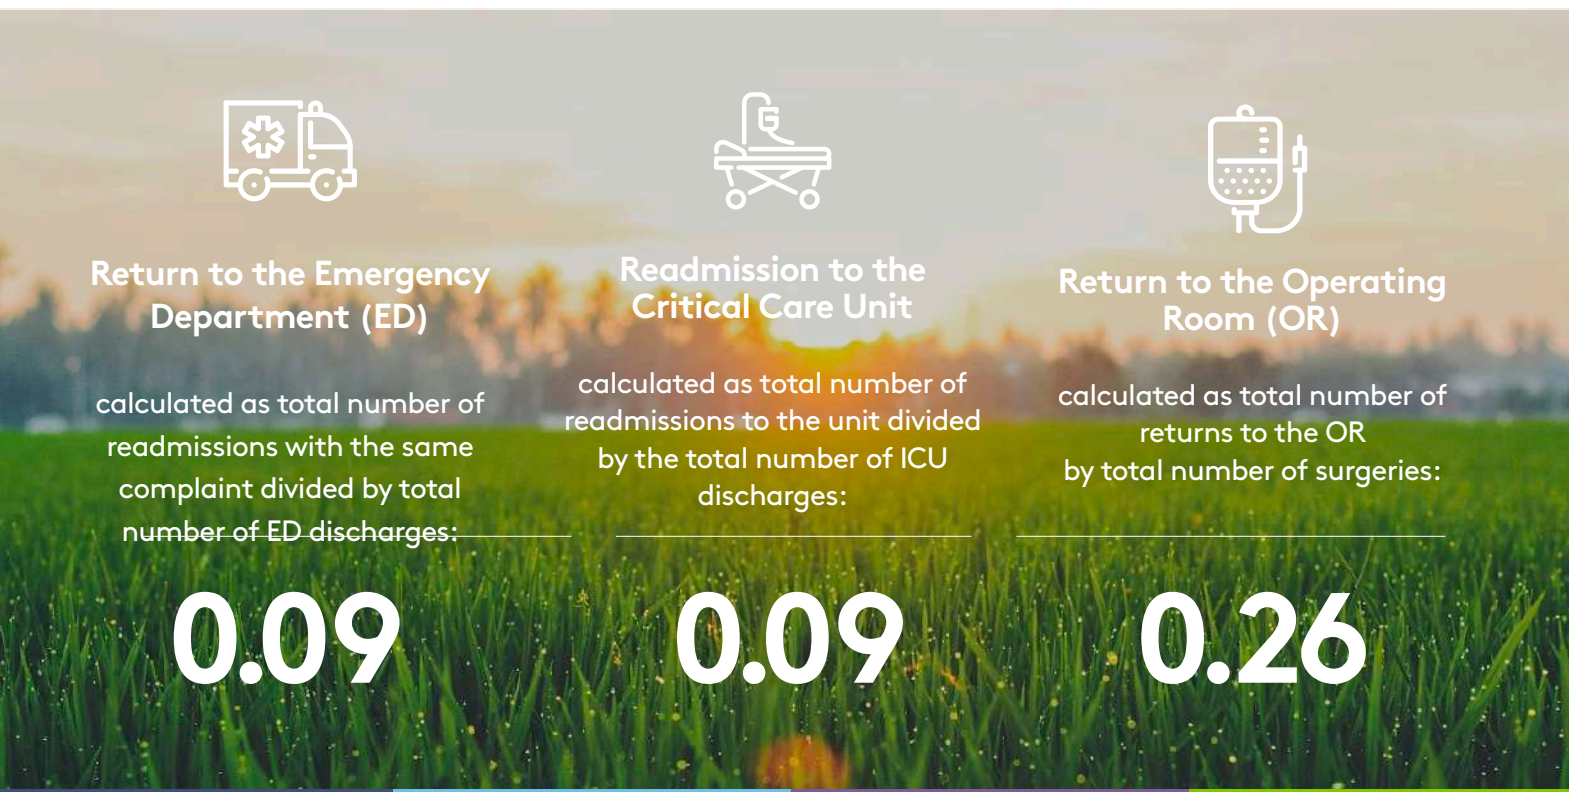 Return to the Emergency
Department (ED)
calculated as total number of
readmissions with the same
complaint divided by total
number of ED discharges:
0.09
Readmission to the
Critical Care Unit
calculated as total number of
readmissions to the unit divided
by the total number of ICU
discharges:
0.09
Return to the Operating
Room (OR)
calculated as total number of
returns to the OR
by total number of surgeries:
0.26